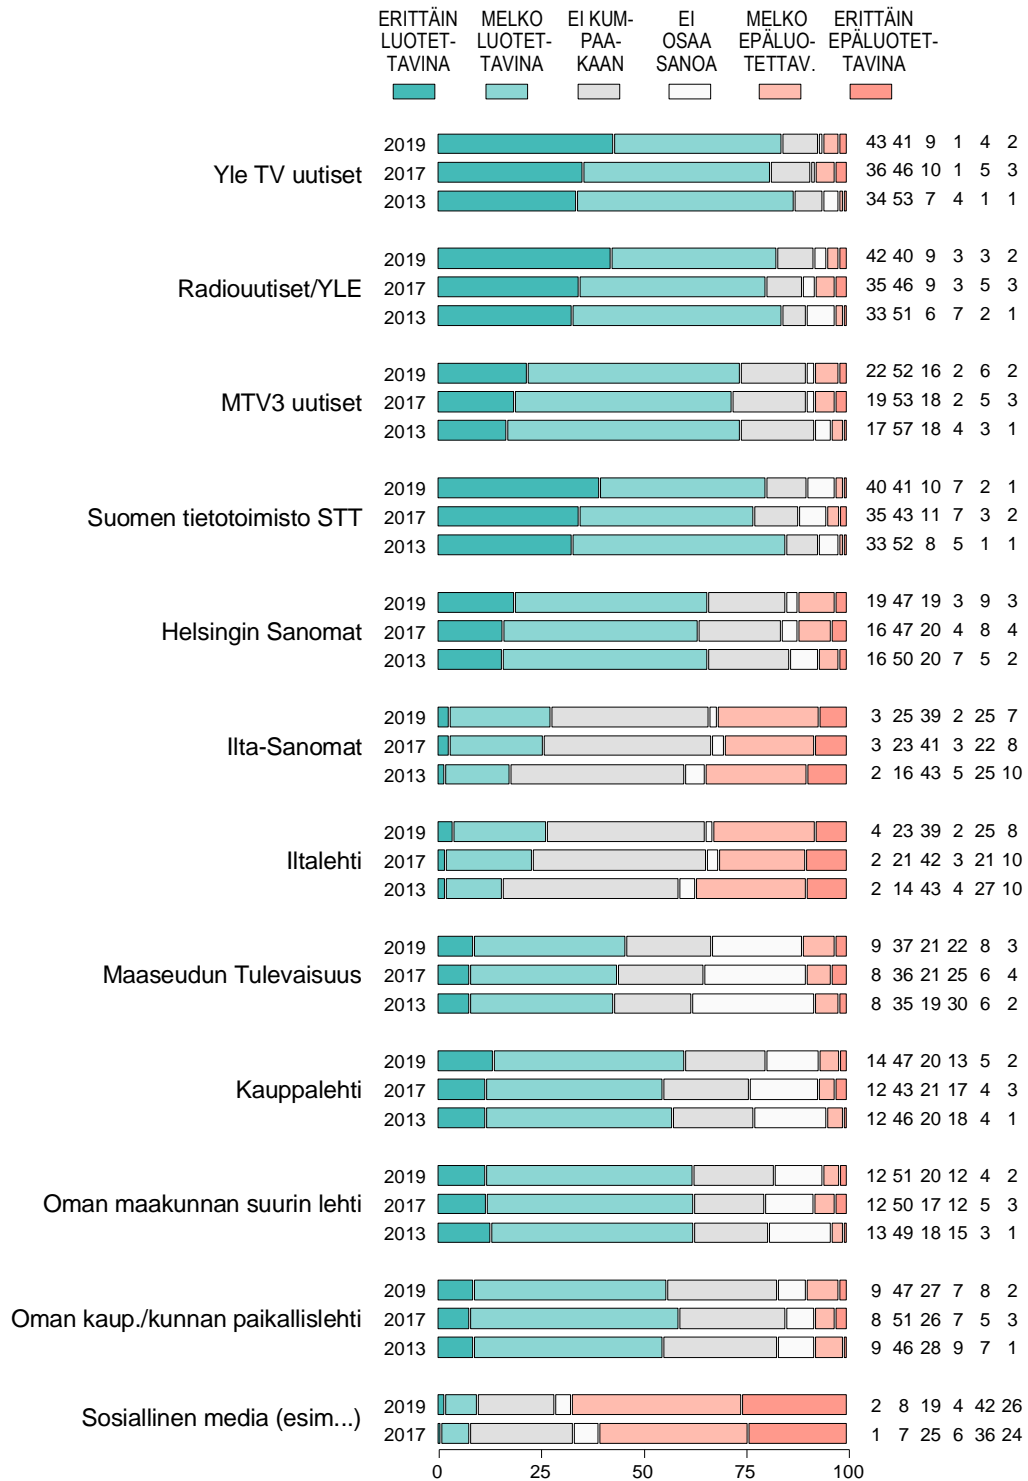 ERITTÄIN MELKO EI KUM- EI MELKO ERITTÄIN
LUOTET- LUOTET- PAA- OSAA EPÄLUO- EPÄLUOTET-
TAVINA TAVINA KAAN SANOA TETTAV. TAVINA
2019 43 41 9 1 4 2
Yle TV uutiset 2017 36 46 10 1 5 3
2013 34 53 7 4 1 1
2019 42 40 9 3 3 2
Radiouutiset/YLE 2017 35 46 9 3 5 3
2013 33 51 6 7 2 1
2019 22 52 16 2 6 2
MTV3 uutiset 2017 19 53 18 2 5 3
2013 17 57 18 4 3 1
2019 40 41 10 7 2 1
Suomen tietotoimisto STT 2017 35 43 11 7 3 2
2013 33 52 8 5 1 1
2019 19 47 19 3 9 3
Helsingin Sanomat 2017 16 47 20 4 8 4
2013 16 50 20 7 5 2
2019 3 25 39 2 25 7
Ilta-Sanomat 2017 3 23 41 3 22 8
2013 2 16 43 5 25 10
2019 4 23 39 2 25 8
Iltalehti 2017 2 21 42 3 21 10
2013 2 14 43 4 27 10
2019 9 37 21 22 8 3
Maaseudun Tulevaisuus 2017 8 36 21 25 6 4
2013 8 35 19 30 6 2
2019 14 47 20 13 5 2
Kauppalehti 2017 12 43 21 17 4 3
2013 12 46 20 18 4 1
2019 12 51 20 12 4 2
Oman maakunnan suurin lehti 2017 12 50 17 12 5 3
2013 13 49 18 15 3 1
2019 9 47 27 7 8 2
Oman kaup./kunnan paikallislehti 2017 8 51 26 7 5 3
2013 9 46 28 9 7 1
2019 2 8 19 4 42 26
Sosiallinen media (esim...)
2017 1 7 25 6 36 24
0 25 50 75 100